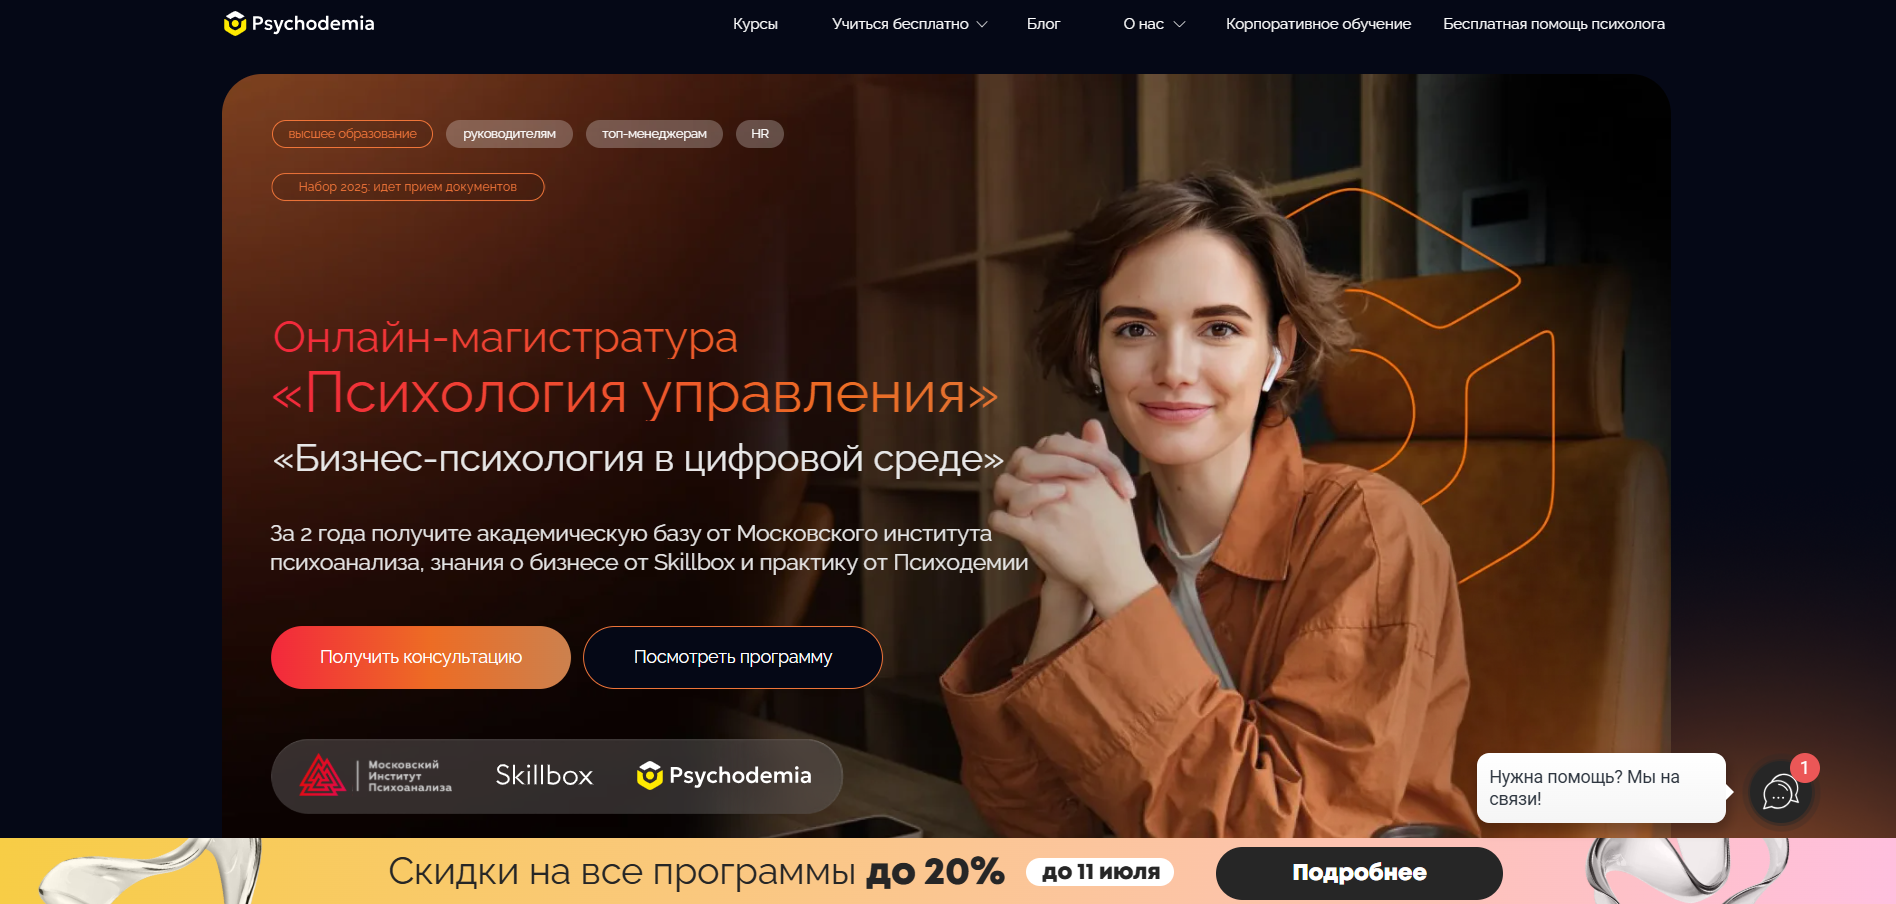 Psychodemia
Курсы
Учиться бесплатно
Блог
О нас
Корпоративное обучение
Бесплатная помощь психолога
высшее образование
руководителям
топ-менеджерам
HR
Набор 2025: идет прием документов
Онлайн-магистратура
«Психология управления»
«Бизнес-психология в цифровой среде»
За 2 года получите академическую базу от Московского института
психоанализа, знания о бизнесе от Skillbox и практику от Психодемии
Получить консультацию
Посмотреть программу
Московский
Институт
Психоанализа
Skillbox
Psychodemia
Нужна помощь? Мы на
связи!
1
Скидки на все программы до 20%
до 11 июля
Подробнее